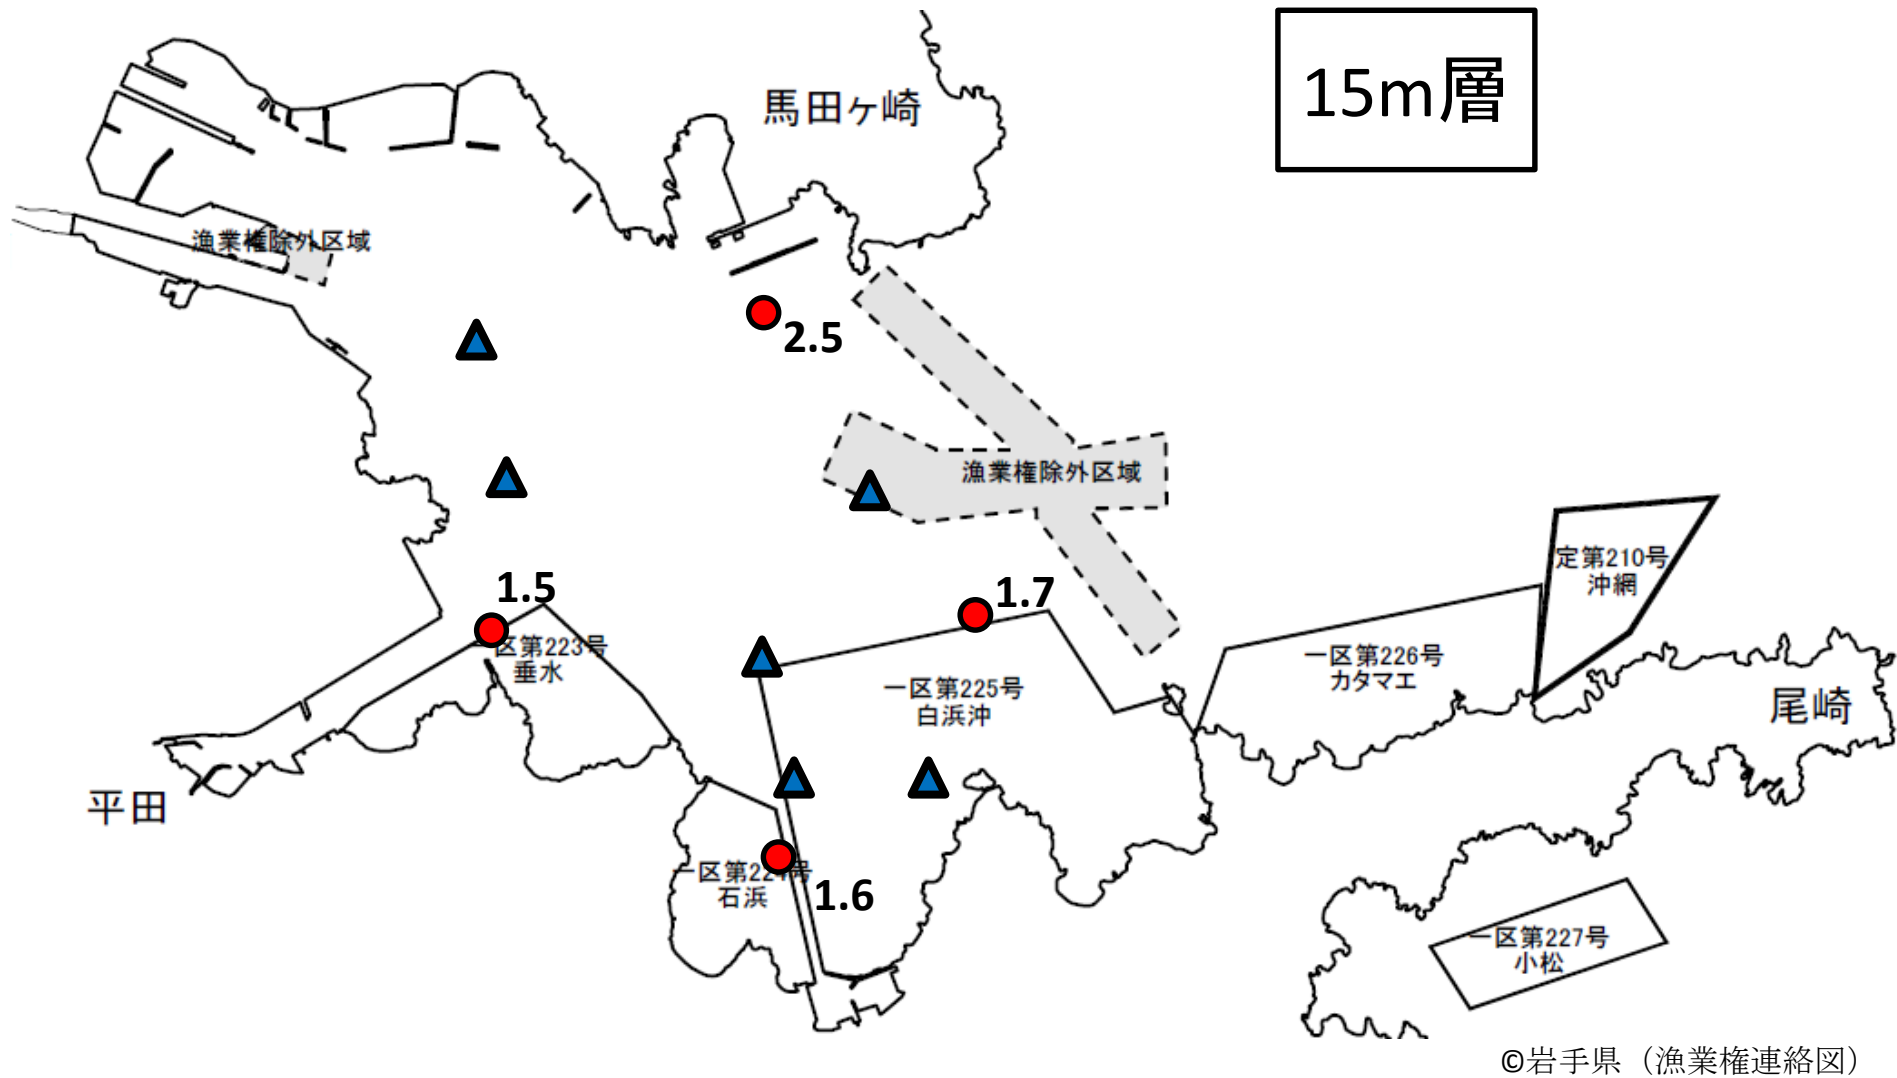 15m層
馬田ヶ崎
漁業権除外区域
2.5
漁業権除外区域
定第210号
沖網
1.5
1.7
一区第223号
垂水
一区第225号
白浜沖
一区第226号
カタマエ
尾崎
平田
一区第224号
石浜
1.6
一区第227号
小松
©岩手県（漁業権連絡図）